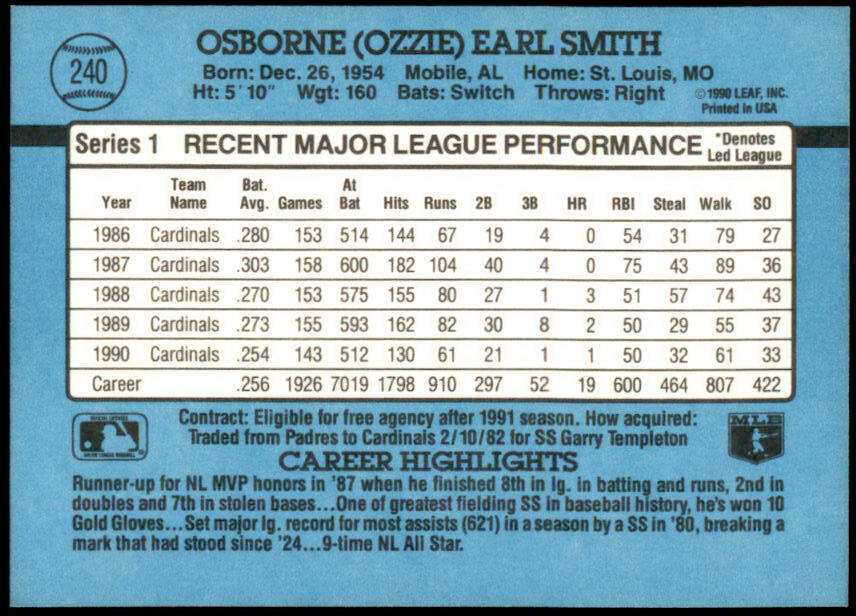 240
OSBORNE (OZZIE) EARL SMITH
Born: Dec. 26, 1954 Mobile, AL Home: St. Louis, MO
Ht: 5' 10" Wgt: 160 Bats: Switch Throws: Right
©1990 LEAF, INC.
Printed in USA
Series 1 RECENT MAJOR LEAGUE PERFORMANCE *Denotes Led League
Year Team Name Bat. Avg. Games At Bat Hits Runs 2B 3B HR RBI Steal Walk SO
1986 Cardinals .280 153 514 144 67 19 4 0 54 31 79 27
1987 Cardinals .303 158 600 182 104 40 4 0 75 43 89 36
1988 Cardinals .270 153 575 155 80 27 1 3 51 57 74 43
1989 Cardinals .273 155 593 162 82 30 8 2 50 29 55 37
1990 Cardinals .254 143 512 130 61 21 1 1 50 32 61 33
Career .256 1926 7019 1798 910 297 52 19 600 464 807 422
Contract: Eligible for free agency after 1991 season. How acquired:
Traded from Padres to Cardinals 2/10/82 for SS Garry Templeton
MLB
CAREER HIGHLIGHTS
Runner-up for NL MVP honors in '87 when he finished 8th in lg. in batting and runs, 2nd in
doubles and 7th in stolen bases...One of greatest fielding SS in baseball history, he's won 10
Gold Gloves...Set major lg. record for most assists (621) in a season by a SS in '80, breaking a
mark that had stood since '24...9-time NL All Star.